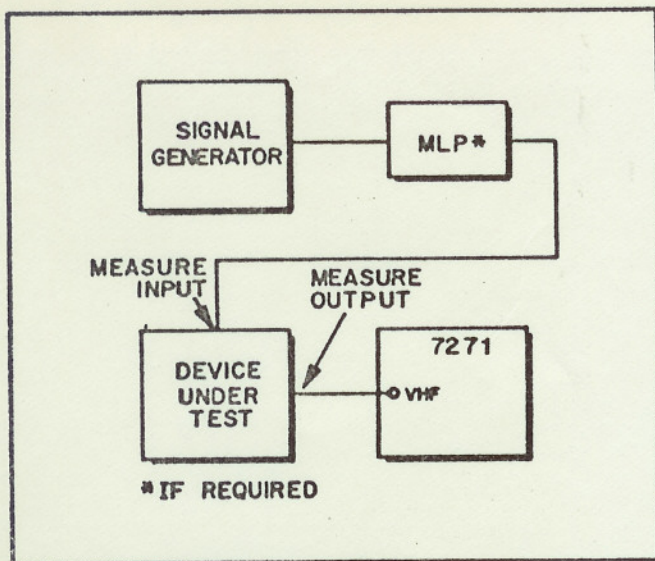 SIGNAL
GENERATOR
MLP*
MEASURE
INPUT
MEASURE
OUTPUT
DEVICE
UNDER
TEST
7271
VHF
*IF REQUIRED